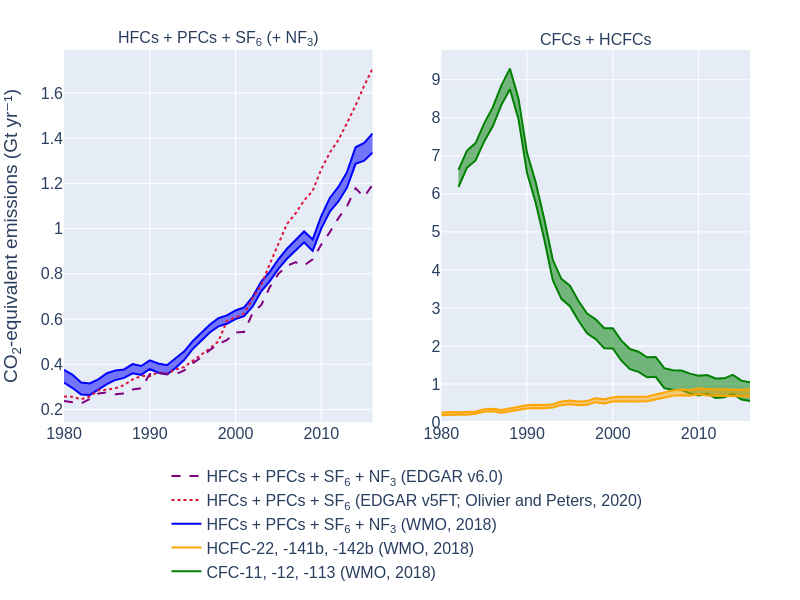 HFCs + PFCs + SF₆ (+ NF₃)
CFCs + HCFCs
CO₂-equivalent emissions (Gt yr⁻¹)
1.6
1.4
1.2
1
0.8
0.6
0.4
0.2
1980 1990 2000 2010
9
8
7
6
5
4
3
2
1
0
1980 1990 2000 2010
HFCs + PFCs + SF₆ + NF₃ (EDGAR v6.0)
HFCs + PFCs + SF₆ (EDGAR v5FT; Olivier and Peters, 2020)
HFCs + PFCs + SF₆ + NF₃ (WMO, 2018)
HCFC-22, -141b, -142b (WMO, 2018)
CFC-11, -12, -113 (WMO, 2018)